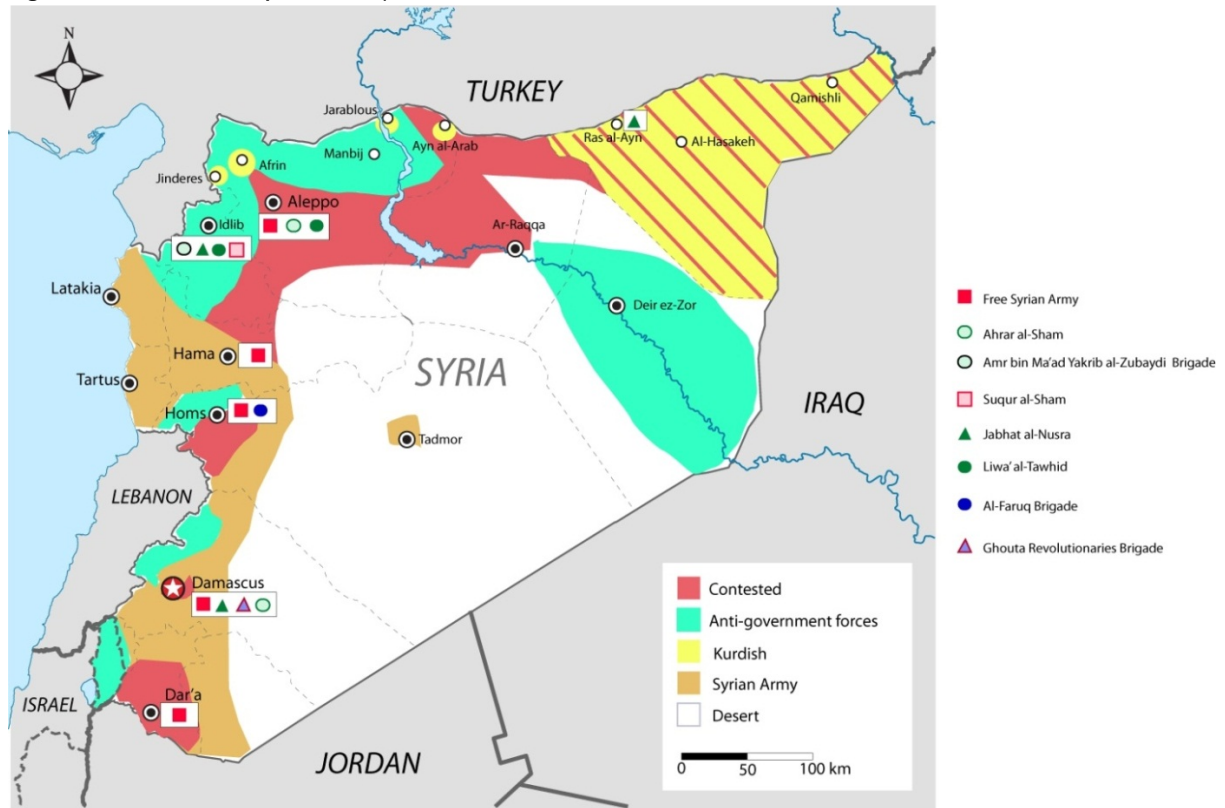 N
TURKEY
Jarablous
Qamishli
Ayn al-Arab
Ras al-Ayn
Al-Hasakeh
Manbij
Afrin
Jinderes
Aleppo
Idlib
Ar-Raqqa
Latakia
Deir ez-Zor
Hama
SYRIA
Tartus
IRAQ
Homs
Tadmor
LEBANON
Damascus
ISRAEL
Dar'a
JORDAN
Free Syrian Army
Ahrar al-Sham
Amr bin Ma'ad Yakrib al-Zubaydi Brigade
Suqur al-Sham
Jabhat al-Nusra
Liwa' al-Tawhid
Al-Faruq Brigade
Ghouta Revolutionaries Brigade
Contested
Anti-government forces
Kurdish
Syrian Army
Desert
0 50 100 km